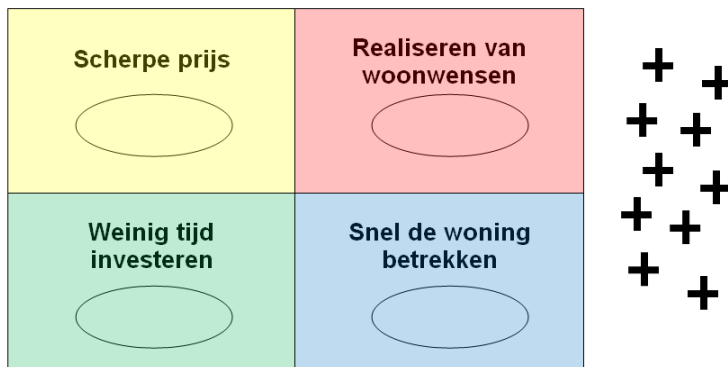 Scherpe prijs
Realiseren van
woonwensen
Weinig tijd
investeren
Snel de woning
betrekken